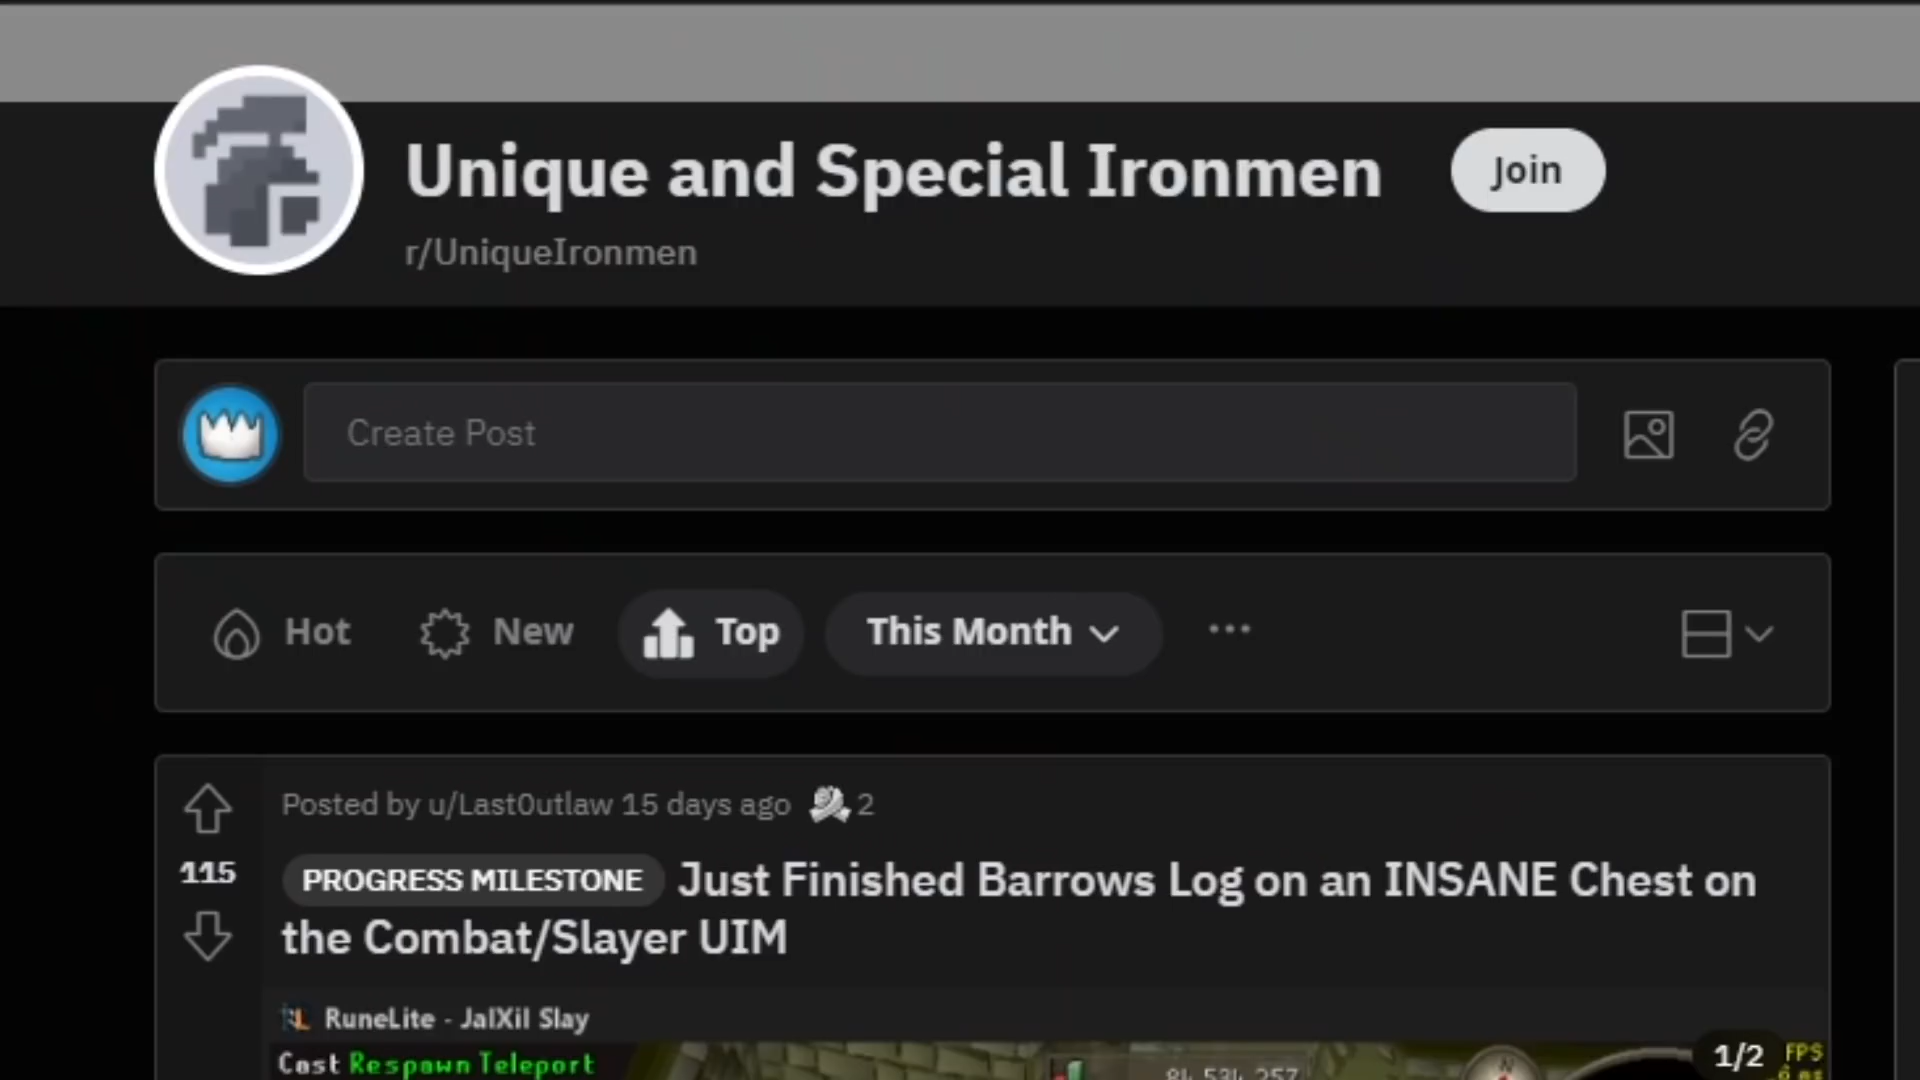 Unique and Special Ironmen
Join
r/UniqueIronmen
Create Post
Hot
New
Top
This Month
Posted by u/Last0utlaw 15 days ago
2
115
PROGRESS MILESTONE Just Finished Barrows Log on an INSANE Chest on
the Combat/Slayer UIM
RuneLite - JalXil Slay
Cast Respawn Teleport
1/2
FPS